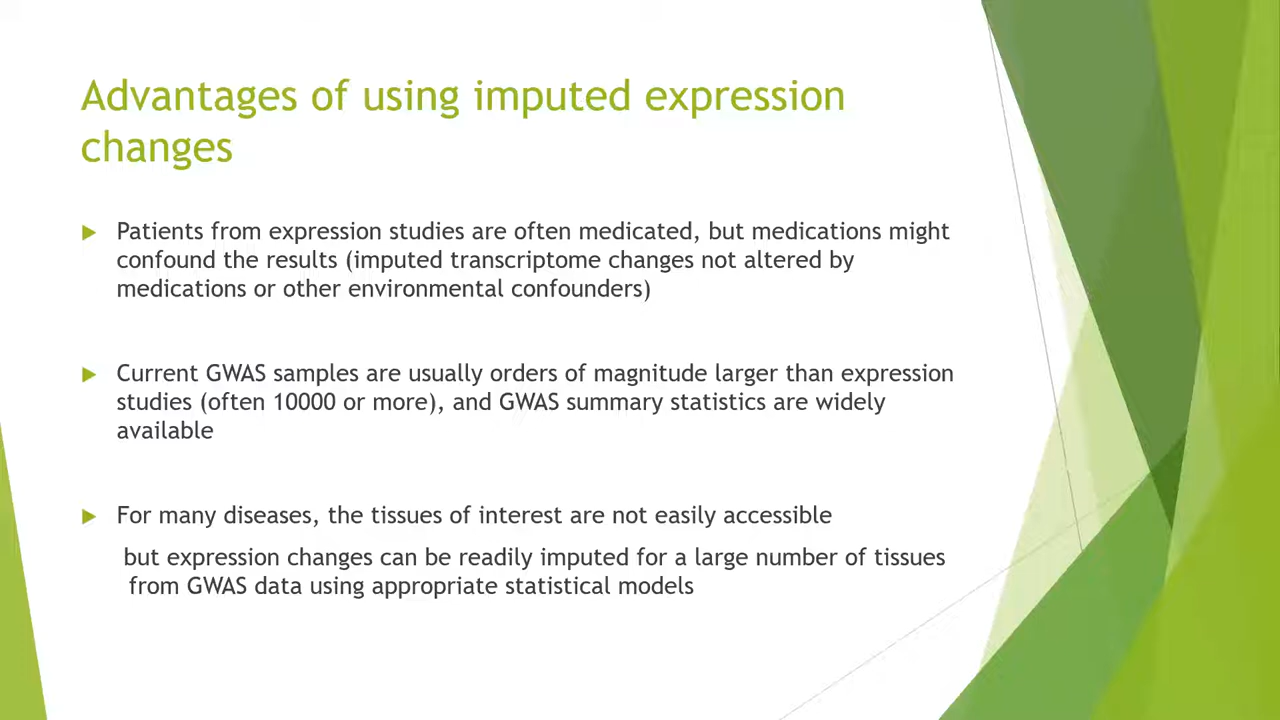 Advantages of using imputed expression
changes
Patients from expression studies are often medicated, but medications might
confound the results (imputed transcriptome changes not altered by
medications or other environmental confounders)
Current GWAS samples are usually orders of magnitude larger than expression
studies (often 10000 or more), and GWAS summary statistics are widely
available
For many diseases, the tissues of interest are not easily accessible
but expression changes can be readily imputed for a large number of tissues
from GWAS data using appropriate statistical models